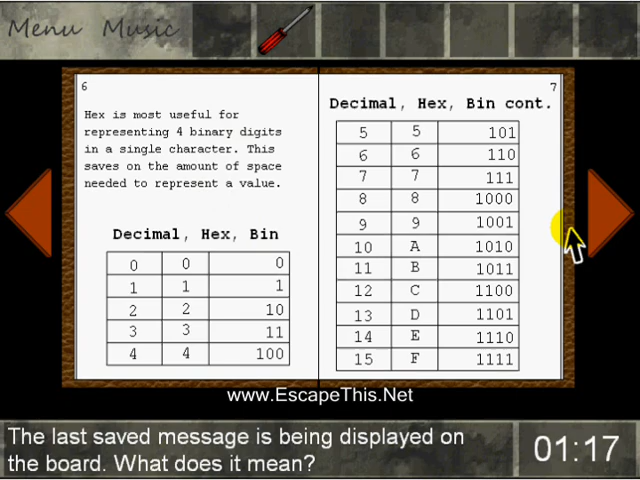 Menu Music
6
Hex is most useful for
representing 4 binary digits
in a single character. This
saves on the amount of space
needed to represent a value.
Decimal, Hex, Bin
0 0 0
1 1 1
2 2 10
3 3 11
4 4 100
7
Decimal, Hex, Bin cont.
5 5 101
6 6 110
7 7 111
8 8 1000
9 9 1001
10 A 1010
11 B 1011
12 C 1100
13 D 1101
14 E 1110
15 F 1111
www.EscapeThis.Net
The last saved message is being displayed on
the board. What does it mean?
01:17